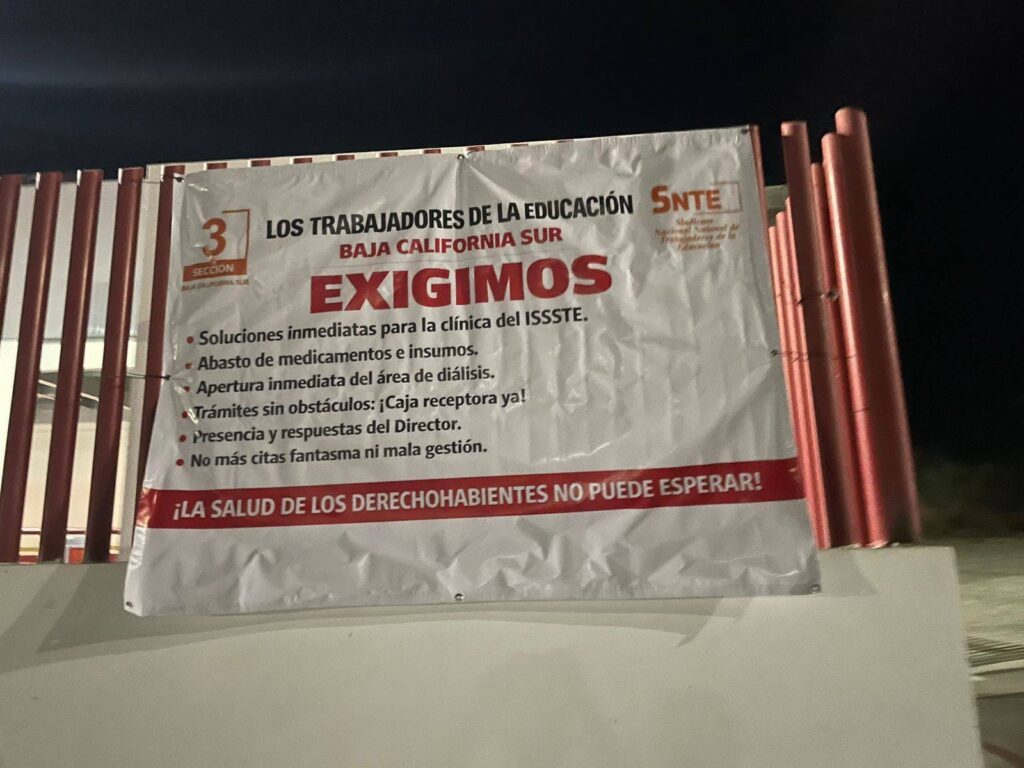 3
SECCIÓN
BAJA CALIFORNIA SUR
LOS TRABAJADORES DE LA EDUCACIÓN
BAJA CALIFORNIA SUR
SNTE
Sindicato
Nacional Nacional de
Trabajadores de la
Educación
EXIGIMOS
• Soluciones inmediatas para la clínica del ISSSTE.
• Abasto de medicamentos e insumos.
• Apertura inmediata del área de diálisis.
• Trámites sin obstáculos: ¡Caja receptora ya!
• Presencia y respuestas del Director.
• No más citas fantasma ni mala gestión.
¡LA SALUD DE LOS DERECHOHABIENTES NO PUEDE ESPERAR!